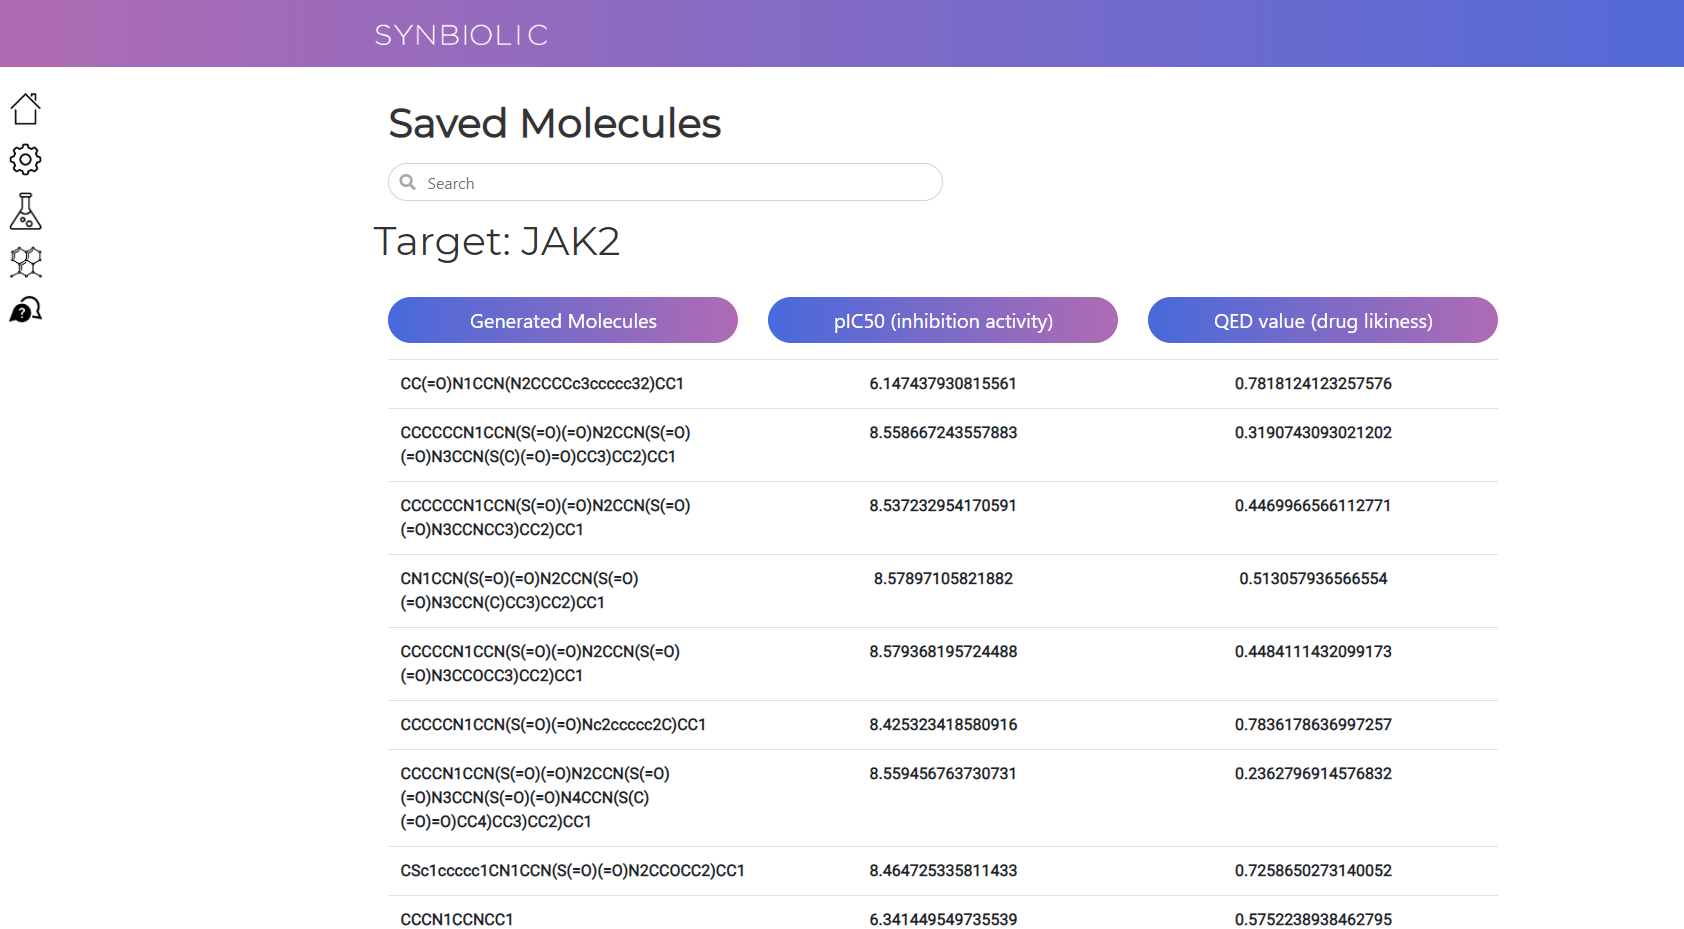 SYNBIOLIC
Saved Molecules
Search
Target: JAK2
Generated Molecules
pIC50 (inhibition activity)
QED value (drug likiness)
CC(=O)N1CCN(N2CCCCc3ccccc32)CC1
6.147437930815561
0.7818124123257576
CCCCCCN1CCN(S(=O)(=O)N2CCN(S(=O)
(=O)N3CCN(S(C)(=O)=O)CC3)CC2)CC1
8.558667243557883
0.3190743093021202
CCCCCCN1CCN(S(=O)(=O)N2CCN(S(=O)
(=O)N3CCNCC3)CC2)CC1
8.537232954170591
0.4469966566112771
CN1CCN(S(=O)(=O)N2CCN(S(=O)
(=O)N3CCN(C)CC3)CC2)CC1
8.57897105821882
0.513057936566554
CCCCCN1CCN(S(=O)(=O)N2CCN(S(=O)
(=O)N3CCOCC3)CC2)CC1
8.579368195724488
0.4484111432099173
CCCCCN1CCN(S(=O)(=O)Nc2ccccc2C)CC1
8.425323418580916
0.7836178636997257
CCCCN1CCN(S(=O)(=O)N2CCN(S(=O)
(=O)N3CCN(S(=O)(=O)N4CCN(S(C)
(=O)=O)CC4)CC3)CC2)CC1
8.559456763730731
0.2362796914576832
CSc1ccccc1CN1CCN(S(=O)(=O)N2CCOCC2)CC1
8.464725335811433
0.7258650273140052
CCCN1CCNCC1
6.341449549735539
0.5752238938462795